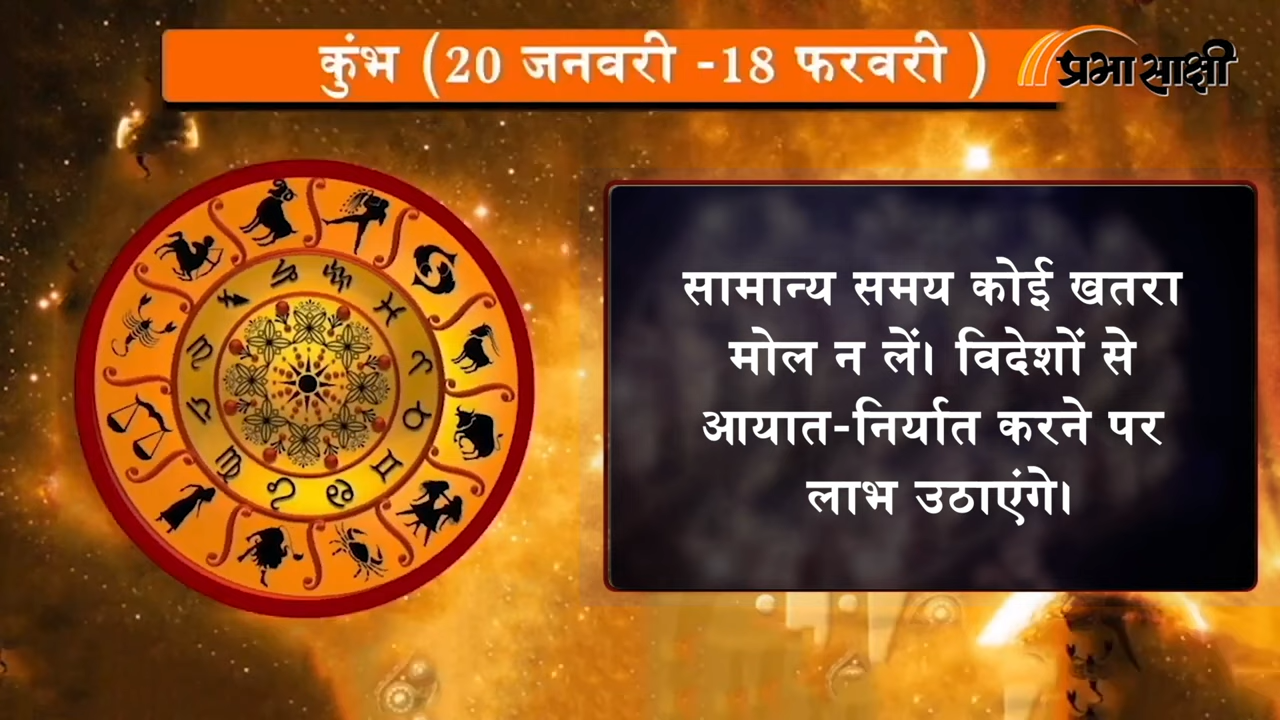 कुंभ (20 जनवरी -18 फरवरी )
प्रभासाक्षी
सामान्य समय कोई खतरा
मोल न लें। विदेशों से
आयात-निर्यात करने पर
लाभ उठाएंगे।